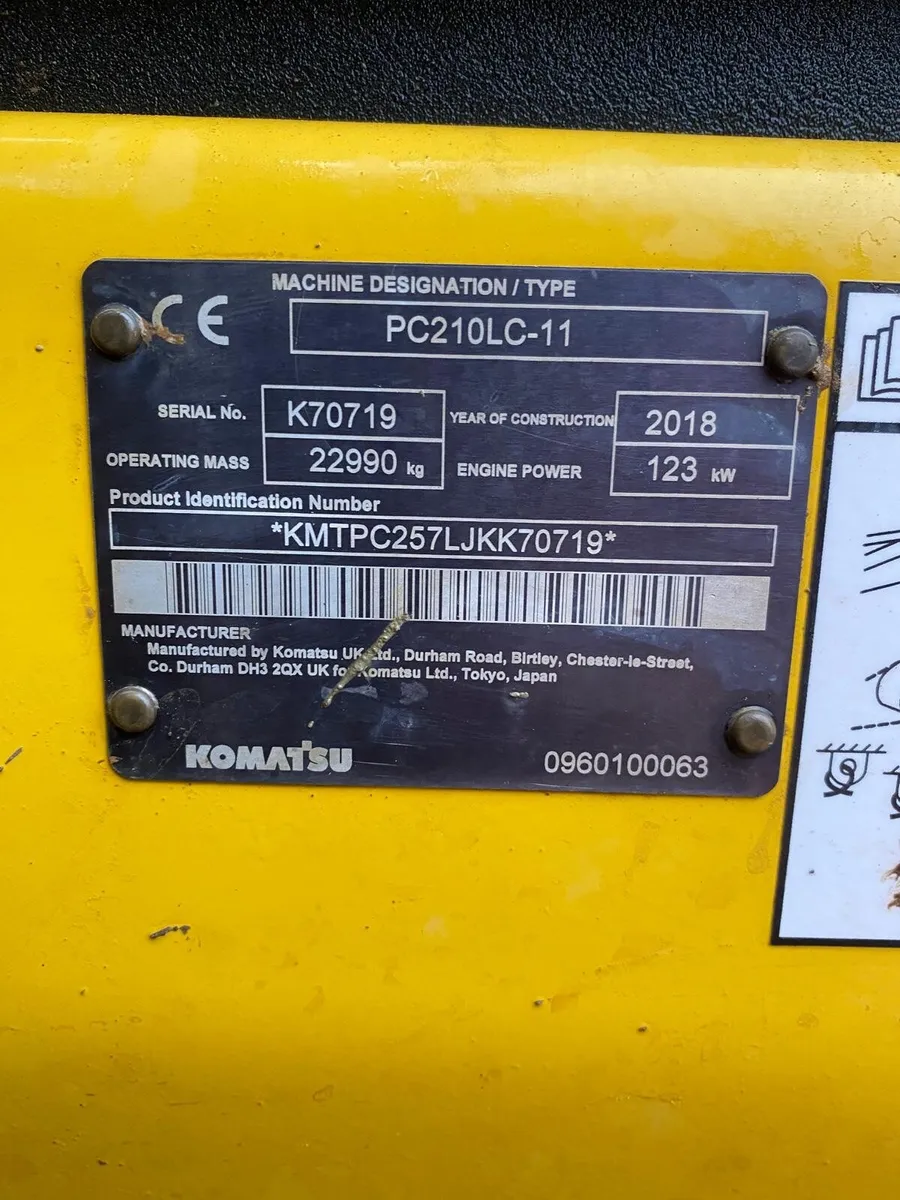 MACHINE DESIGNATION / TYPE
CE
PC210LC-11
SERIAL No.
K70719
YEAR OF CONSTRUCTION
2018
OPERATING MASS
22990 kg
ENGINE POWER
123 kW
Product Identification Number
*KMTPC257LJKK70719*
MANUFACTURER
Manufactured by Komatsu UK Ltd., Durham Road, Birtley, Chester-le-Street,
Co. Durham DH3 2QX UK for Komatsu Ltd., Tokyo, Japan
KOMATSU
0960100063